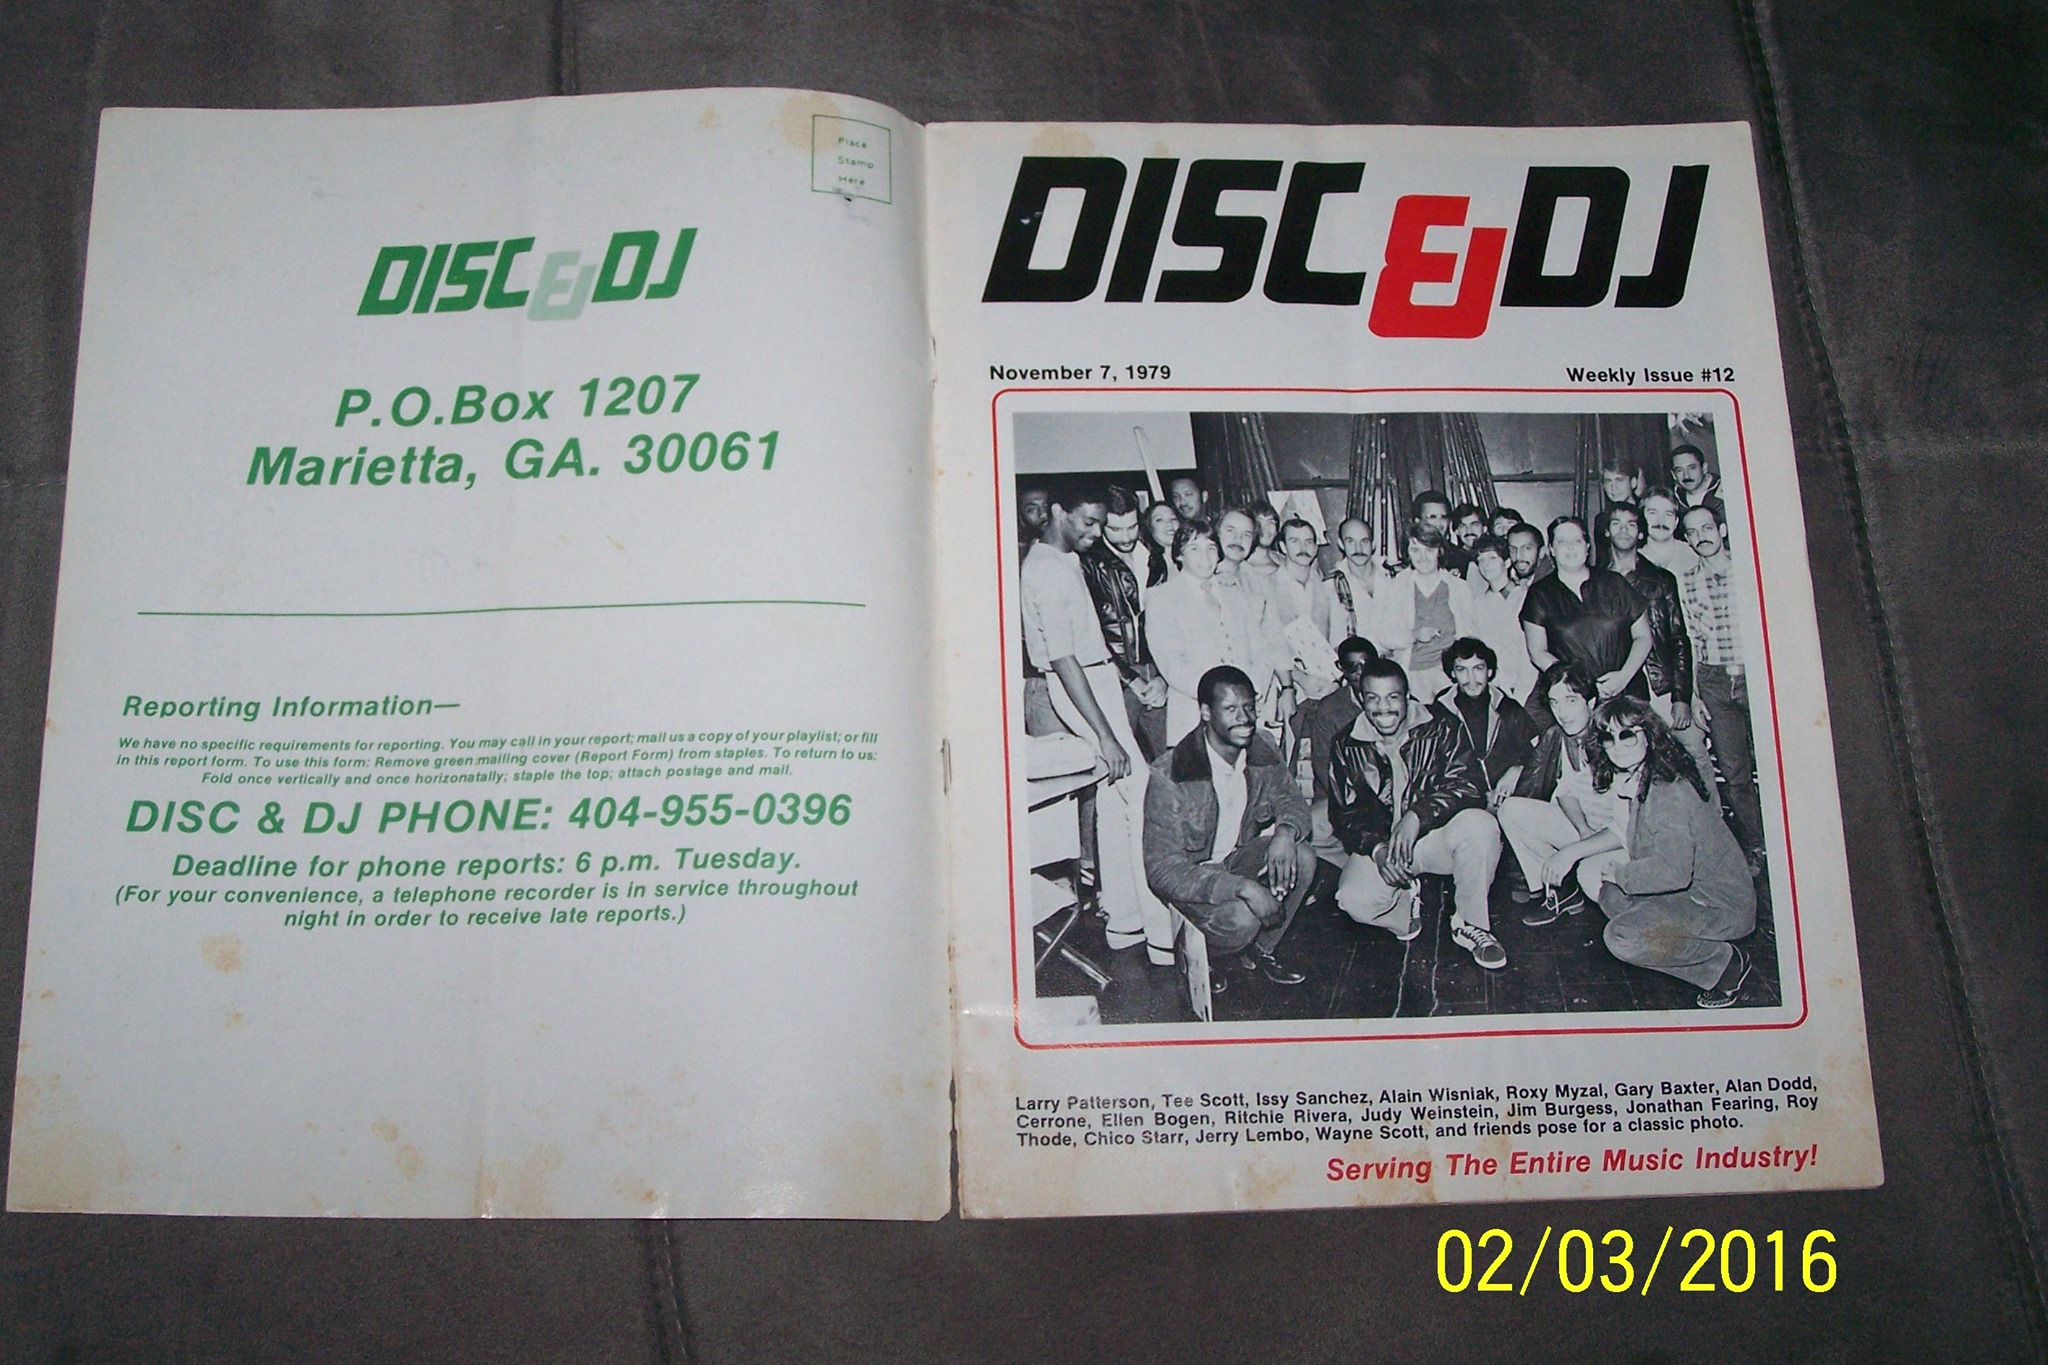 Place
Stamp
Here
DISC & DJ
P.O.Box 1207
Marietta, GA. 30061
Reporting Information—
We have no specific requirements for reporting. You may call in your report; mail us a copy of your playlist; or fill
in this report form. To use this form: Remove green mailing cover (Report Form) from staples. To return to us:
Fold once vertically and once horizonatally; staple the top; attach postage and mail.
DISC & DJ PHONE: 404-955-0396
Deadline for phone reports: 6 p.m. Tuesday.
(For your convenience, a telephone recorder is in service throughout
night in order to receive late reports.)
DISC & DJ
November 7, 1979
Weekly Issue #12
Larry Patterson, Tee Scott, Issy Sanchez, Alain Wisniak, Roxy Myzal, Gary Baxter, Alan Dodd,
Cerrone, Ellen Bogen, Ritchie Rivera, Judy Weinstein, Jim Burgess, Jonathan Fearing, Roy
Thode, Chico Starr, Jerry Lembo, Wayne Scott, and friends pose for a classic photo.
Serving The Entire Music Industry!
02/03/2016